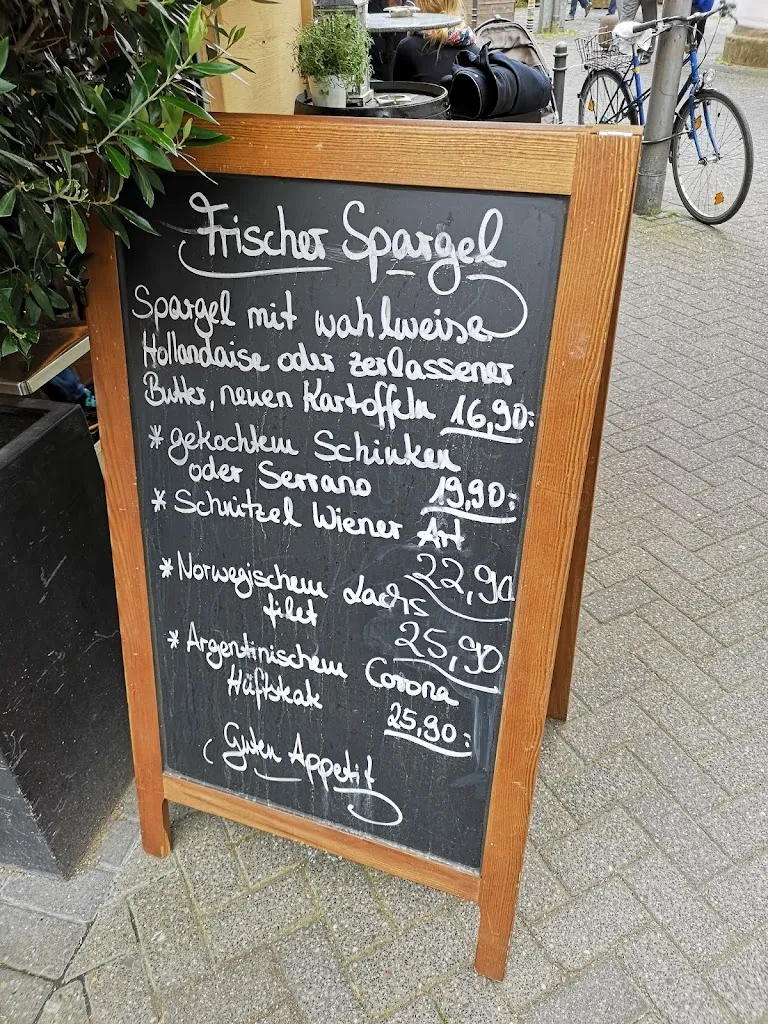 Frischer Spargel
Spargel mit wahlweise
Hollandaise oder zerlassener
Butter, neuen Kartoffeln 16,90:
* gekochtem Schinken
oder Serrano 19,90:
* Schnitzel Wiener Art
22,90
* Norwegischem Lachs
filet
25,90
* Argentinischem Corona
Hüftsteak
25,90:
Guten Appetit